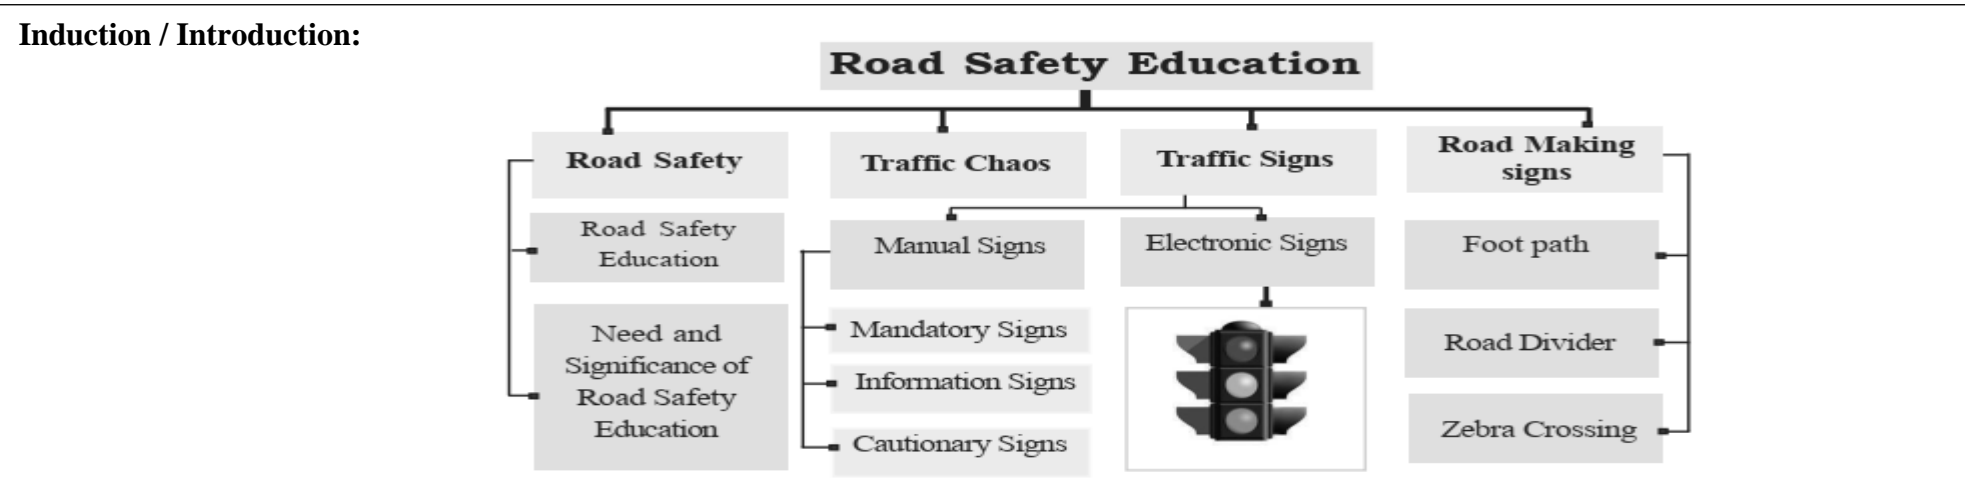 Induction / Introduction:
Road Safety Education
Road Safety
Traffic Chaos
Traffic Signs
Road Making
signs
Road Safety
Education
Manual Signs
Electronic Signs
Foot path
Need and
Significance of
Road Safety
Education
Mandatory Signs
Information Signs
Cautionary Signs
Road Divider
Zebra Crossing